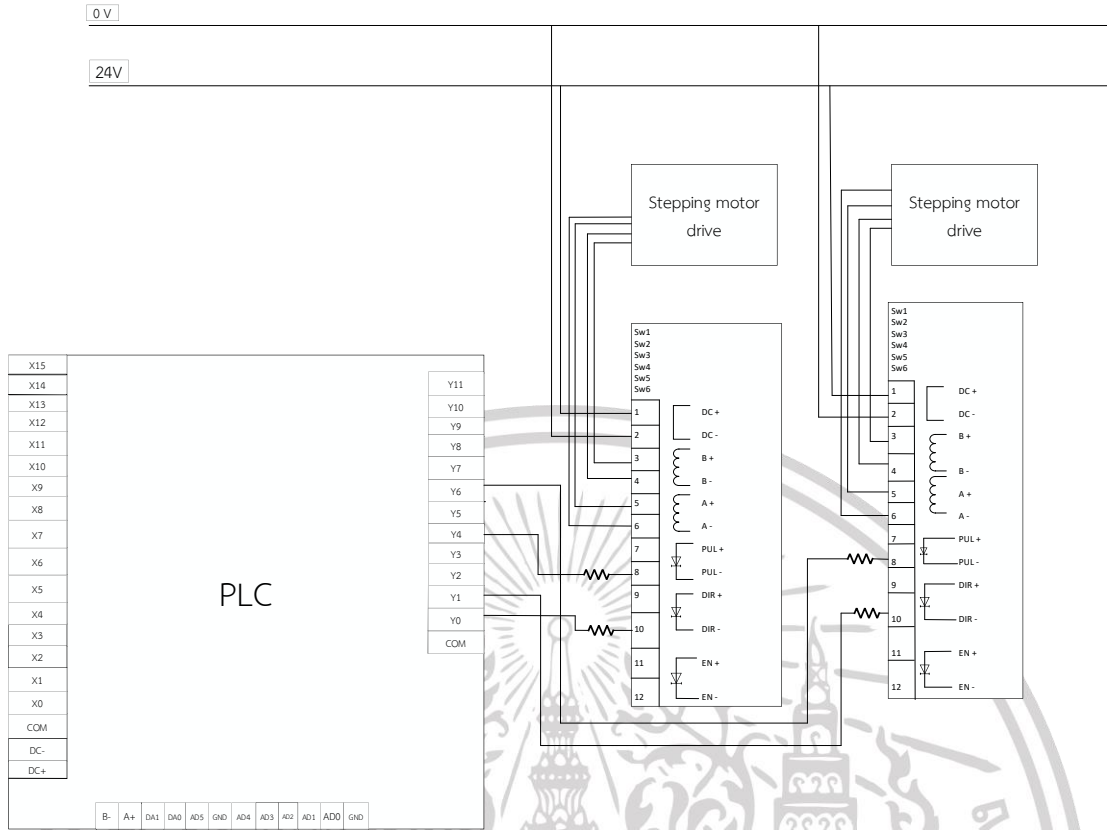 0 V
24V
Stepping motor
drive
Stepping motor
drive
Sw1
Sw2
Sw3
Sw4
Sw5
Sw6
1
2
3
4
5
6
7
8
9
10
11
12
DC +
DC -
B +
B -
A +
A -
PUL +
PUL -
DIR +
DIR -
EN +
EN -
Sw1
Sw2
Sw3
Sw4
Sw5
Sw6
1
2
3
4
5
6
7
8
9
10
11
12
DC +
DC -
B +
B -
A +
A -
PUL +
PUL -
DIR +
DIR -
EN +
EN -
X15
X14
X13
X12
X11
X10
X9
X8
X7
X6
X5
X4
X3
X2
X1
X0
COM
DC-
DC+
PLC
Y11
Y10
Y9
Y8
Y7
Y6
Y5
Y4
Y3
Y2
Y1
Y0
COM
B- A+ DA1 DA0 AD5 GND AD4 AD3 AD2 AD1 AD0 GND